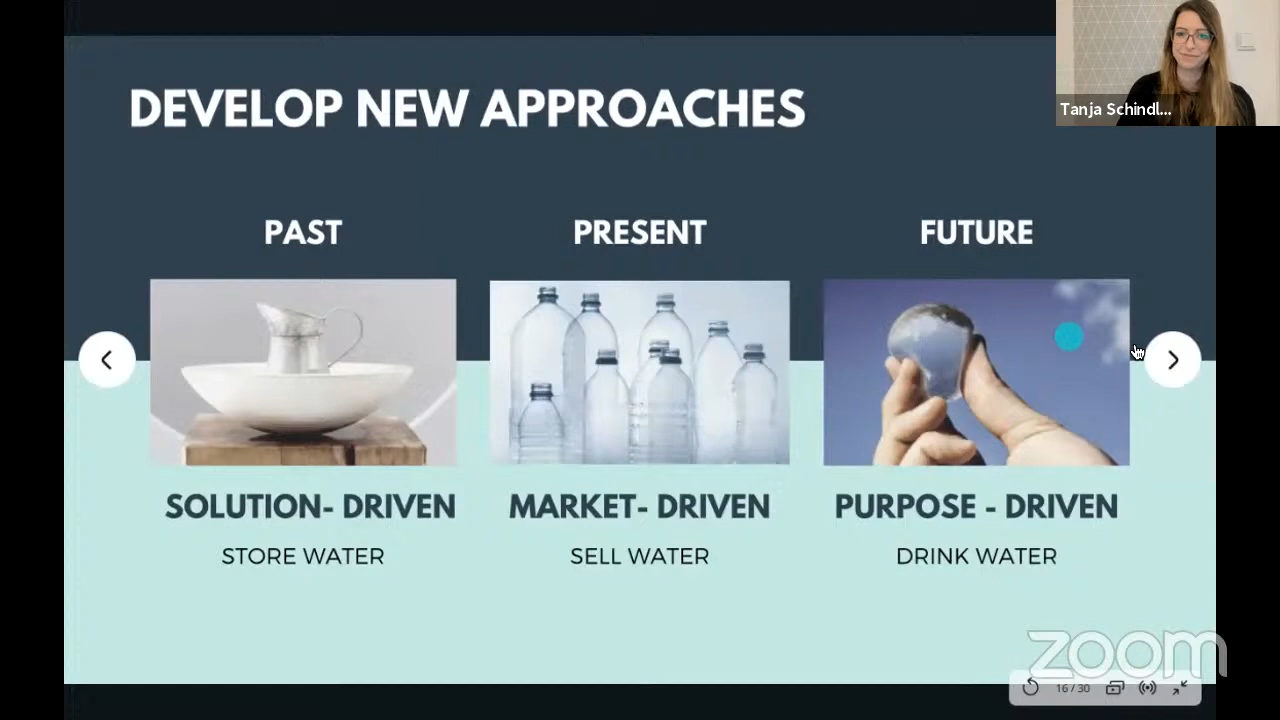 DEVELOP NEW APPROACHES
Tanja Schindl...
PAST
PRESENT
FUTURE
SOLUTION- DRIVEN
MARKET- DRIVEN
PURPOSE - DRIVEN
STORE WATER
SELL WATER
DRINK WATER
zoom
16/30